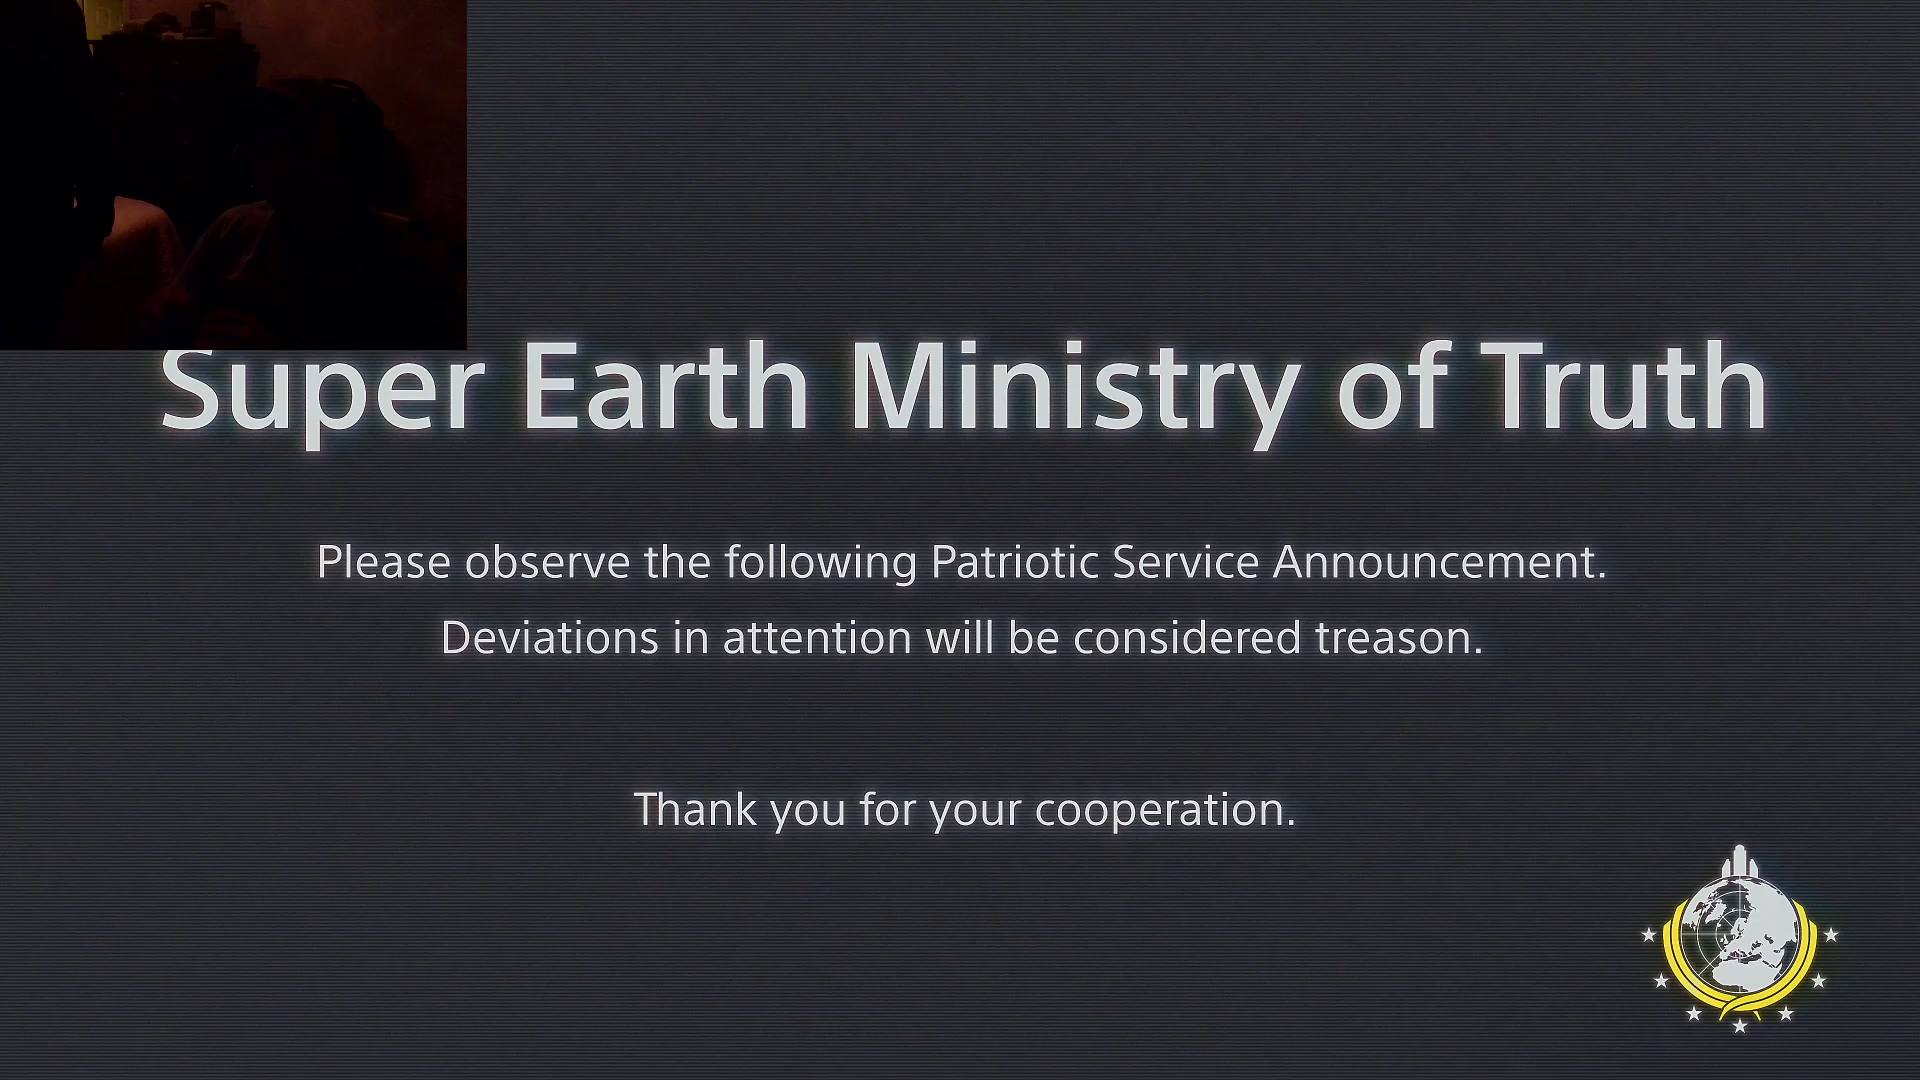 Super Earth Ministry of Truth
Please observe the following Patriotic Service Announcement.
Deviations in attention will be considered treason.
Thank you for your cooperation.